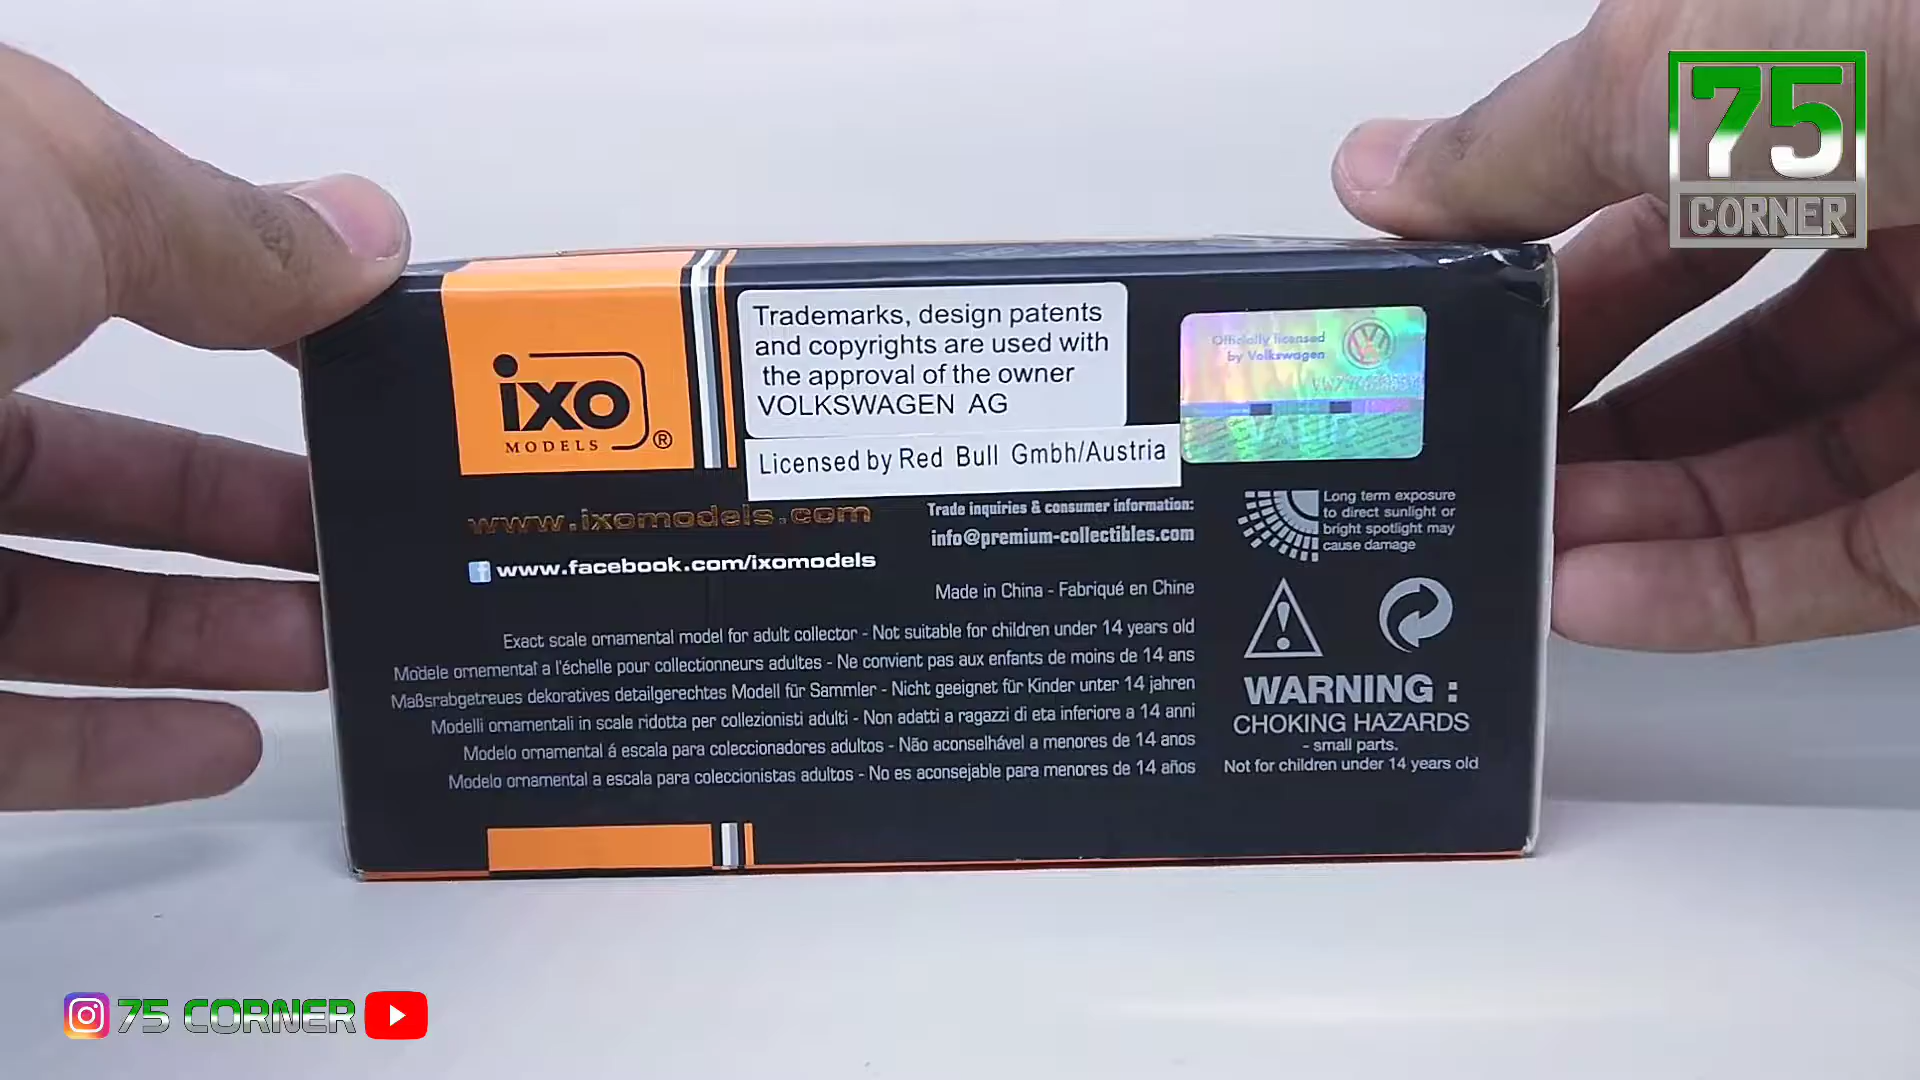 75
CORNER
ixo
MODELS ®
Trademarks, design patents
and copyrights are used with
the approval of the owner
VOLKSWAGEN AG
Licensed by Red Bull Gmbh/Austria
Officially licensed
by Volkswagen
VALID
www.ixomodels.com
www.facebook.com/ixomodels
Trade inquiries & consumer information:
info@premium-collectibles.com
Made in China - Fabriqué en Chine
Exact scale ornamental model for adult collector - Not suitable for children under 14 years old
Modele ornemental a l'échelle pour collectionneurs adultes - Ne convient pas aux enfants de moins de 14 ans
Maßsrabgetreues dekoratives detailgerechtes Modell für Sammler - Nicht geeignet für Kinder unter 14 jahren
Modelli ornamentali in scale ridotta per collezionisti adulti - Non adatti a ragazzi di eta inferiore a 14 anni
Modelo ornamental á escala para coleccionadores adultos - Não aconselhável a menores de 14 anos
Modelo ornamental a escala para coleccionistas adultos - No es aconsejable para menores de 14 años
Long term exposure
to direct sunlight or
bright spotlight may
cause damage
WARNING :
CHOKING HAZARDS
- small parts.
Not for children under 14 years old
75 CORNER